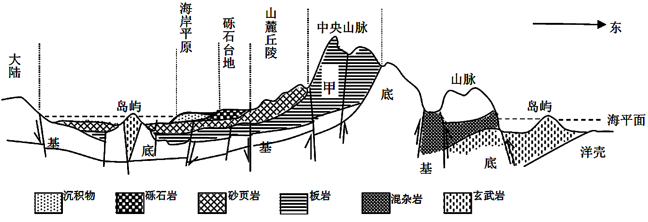 大陆
岛屿
海岸平原
砾石台地
山麓丘陵
中央山脉
甲
底
山脉
岛屿
东
海平面
洋壳
基
底
基
基
底
沉积物
砾石岩
砂页岩
板岩
混杂岩
玄武岩